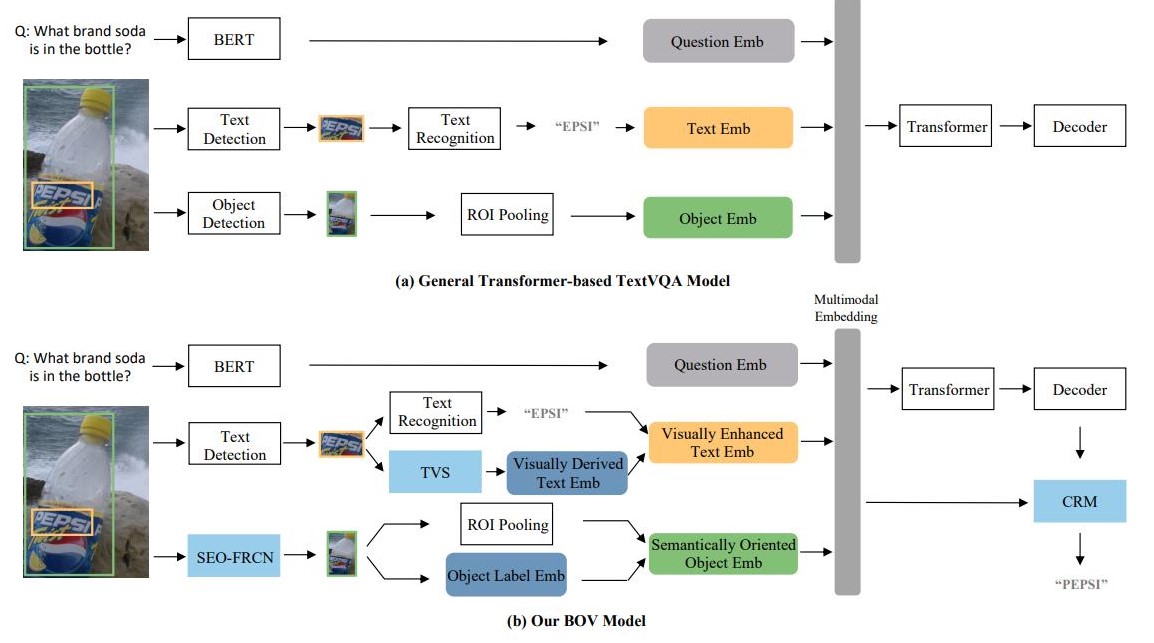 Q: What brand soda
is in the bottle?
BERT
Question Emb
Text
Detection
PEPSI
Text
Recognition
“EPSI”
Text Emb
Transformer
Decoder
PEPSI
Object
Detection
ROI Pooling
Object Emb
(a) General Transformer-based TextVQA Model
Multimodal
Embedding
Q: What brand soda
is in the bottle?
BERT
Question Emb
Transformer
Decoder
Text
Detection
PEPSI
Text
Recognition
“EPSI”
TVS
Visually Derived
Text Emb
Visually Enhanced
Text Emb
CRM
PEPSI
SEO-FRCN
ROI Pooling
Object Label Emb
Semantically Oriented
Object Emb
“PEPSI”
(b) Our BOV Model